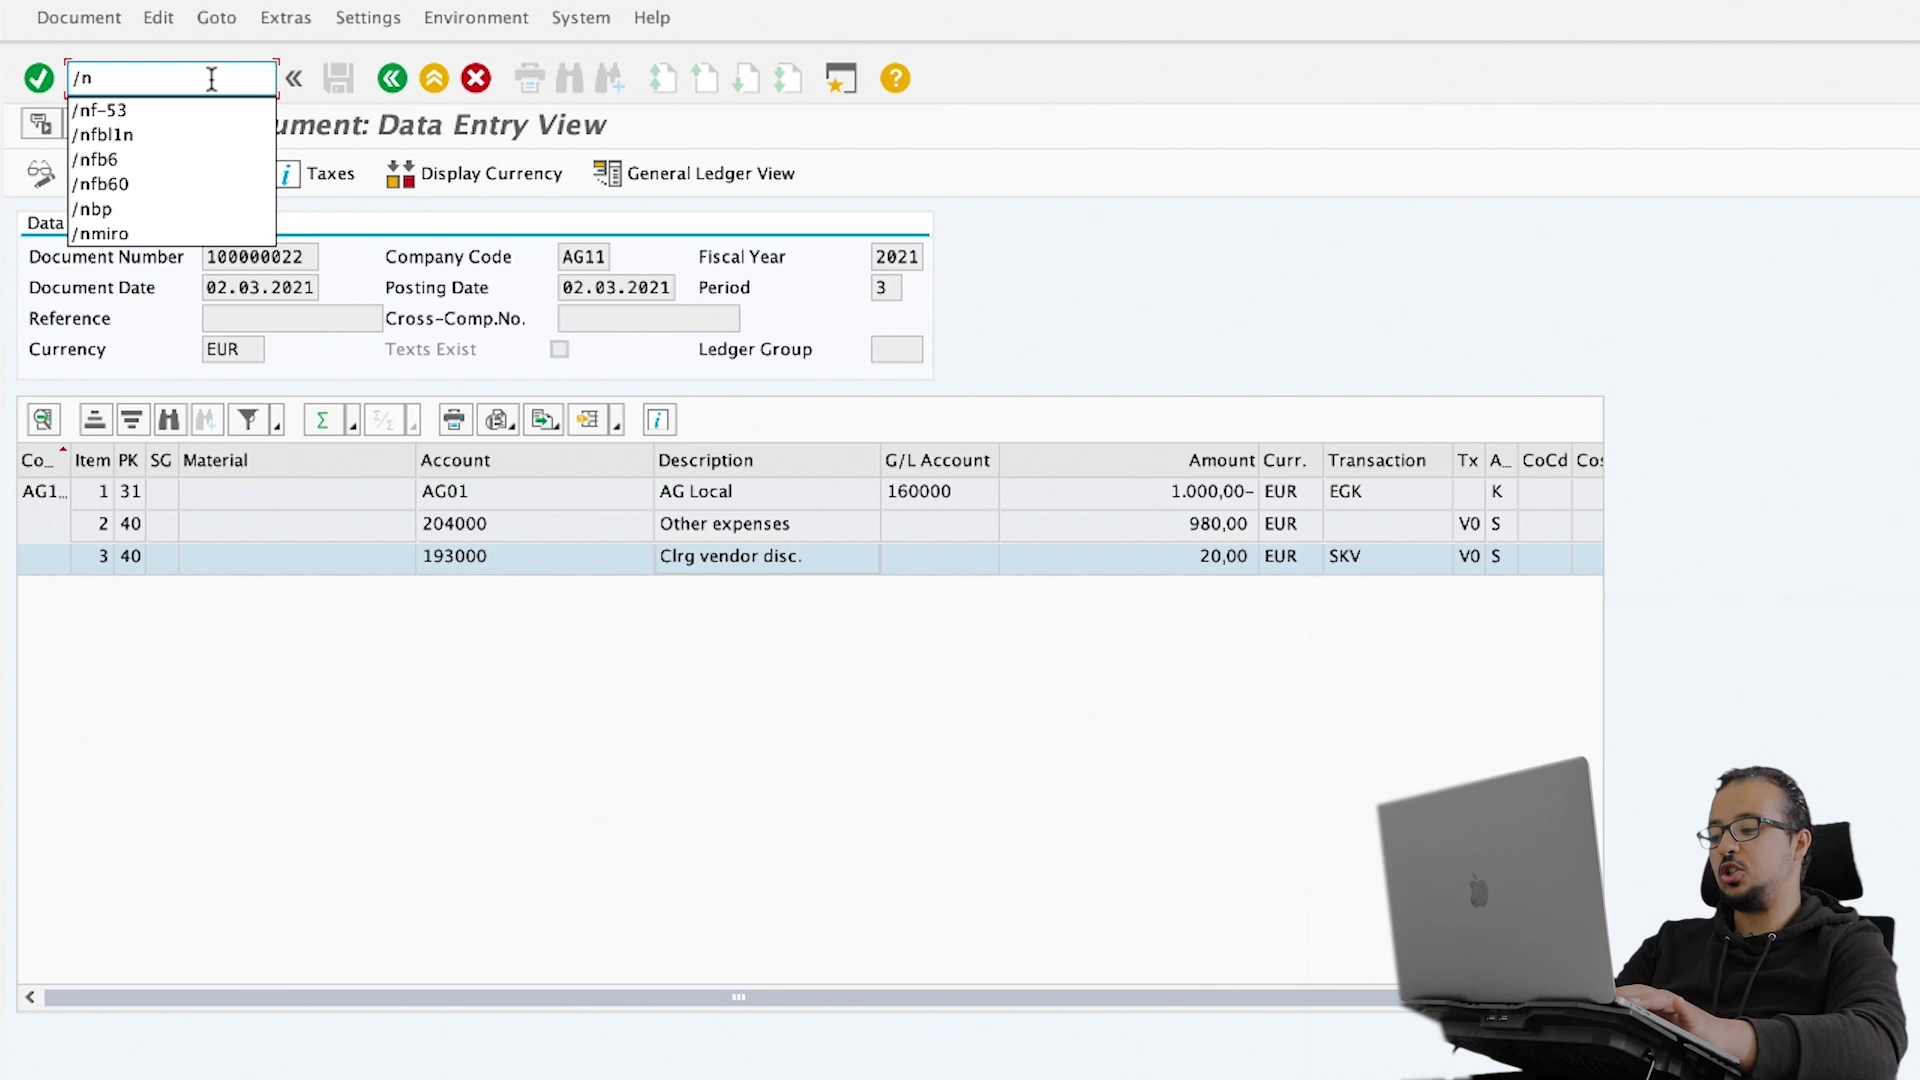 Document Edit Goto Extras Settings Environment System Help
/n
/nf-53
/nfbl1n
/nfb6
/nfb60
/nbp
/nmiro
ument: Data Entry View
Taxes Display Currency General Ledger View
Data
Document Number 100000022 Company Code AG11 Fiscal Year 2021
Document Date 02.03.2021 Posting Date 02.03.2021 Period 3
Reference Cross-Comp.No.
Currency EUR Texts Exist Ledger Group
Co_ Item PK SG Material Account Description G/L Account Amount Curr. Transaction Tx A_ CoCd Cos
AG1... 1 31 AG01 AG Local 160000 1.000,00- EUR EGK K
2 40 204000 Other expenses 980,00 EUR V0 S
3 40 193000 Clrg vendor disc. 20,00 EUR SKV V0 S